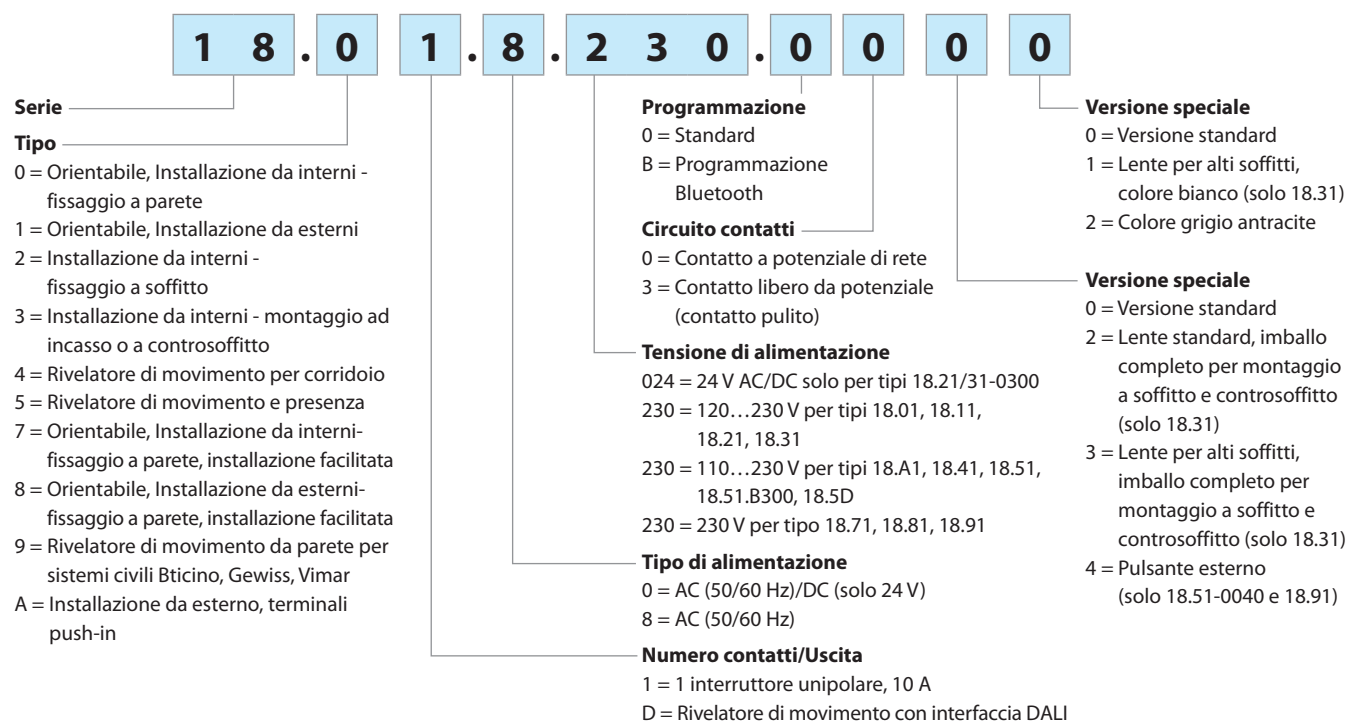 1 8 . 0 1 . 8 . 2 3 0 . 0 0 0 0
Serie
Tipo
0 = Orientabile, Installazione da interni -
fissaggio a parete
1 = Orientabile, Installazione da esterni
2 = Installazione da interni -
fissaggio a soffitto
3 = Installazione da interni - montaggio ad
incasso o a controsoffitto
4 = Rivelatore di movimento per corridoio
5 = Rivelatore di movimento e presenza
7 = Orientabile, Installazione da interni-
fissaggio a parete, installazione facilitata
8 = Orientabile, Installazione da esterni-
fissaggio a parete, installazione facilitata
9 = Rivelatore di movimento da parete per
sistemi civili Bticino, Gewiss, Vimar
A = Installazione da esterno, terminali
push-in
Programmazione
0 = Standard
B = Programmazione
Bluetooth
Circuito contatti
0 = Contatto a potenziale di rete
3 = Contatto libero da potenziale
(contatto pulito)
Tensione di alimentazione
024 = 24 V AC/DC solo per tipi 18.21/31-0300
230 = 120…230 V per tipi 18.01, 18.11,
18.21, 18.31
230 = 110…230 V per tipi 18.A1, 18.41, 18.51,
18.51.B300, 18.5D
230 = 230 V per tipo 18.71, 18.81, 18.91
Tipo di alimentazione
0 = AC (50/60 Hz)/DC (solo 24 V)
8 = AC (50/60 Hz)
Numero contatti/Uscita
1 = 1 interruttore unipolare, 10 A
D = Rivelatore di movimento con interfaccia DALI
Versione speciale
0 = Versione standard
1 = Lente per alti soffitti,
colore bianco (solo 18.31)
2 = Colore grigio antracite
Versione speciale
0 = Versione standard
2 = Lente standard, imballo
completo per montaggio
a soffitto e controsoffitto
(solo 18.31)
3 = Lente per alti soffitti,
imballo completo per
montaggio a soffitto e
controsoffitto (solo 18.31)
4 = Pulsante esterno
(solo 18.51-0040 e 18.91)